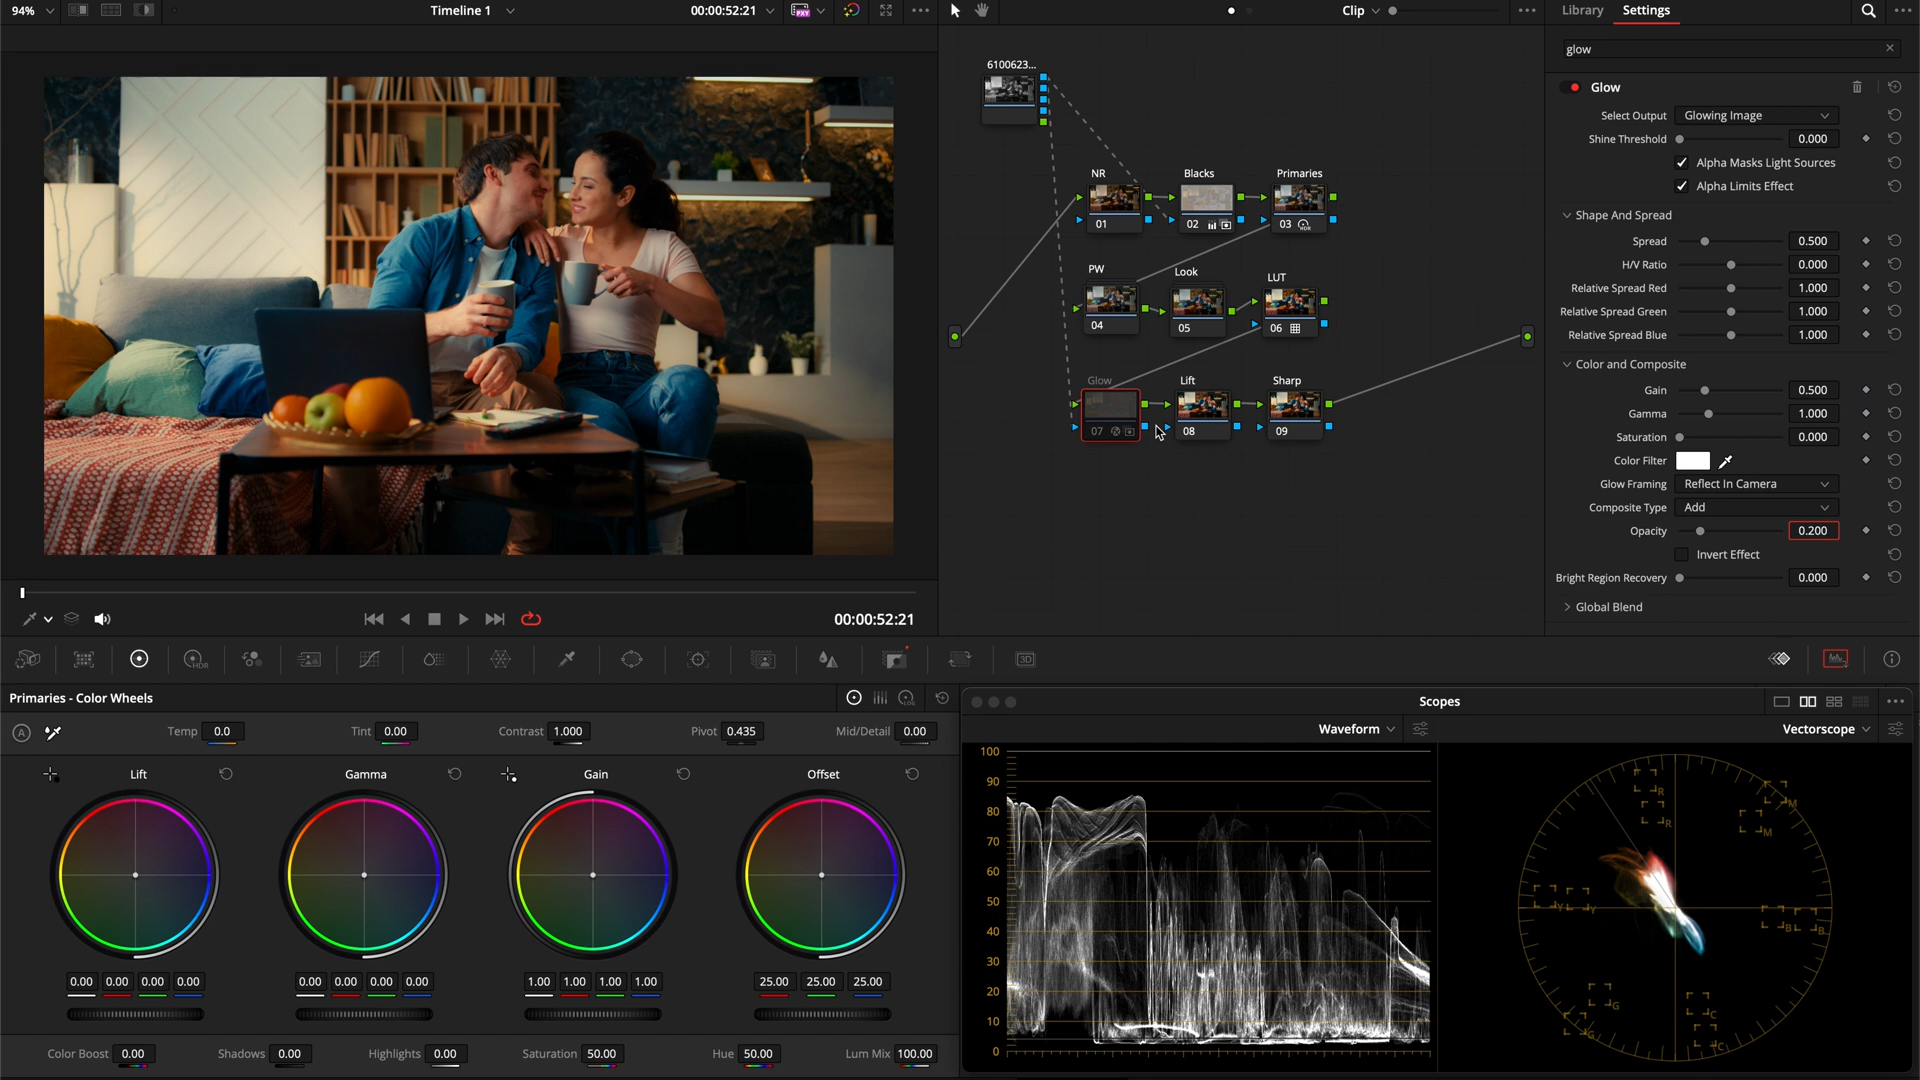 94%
Timeline 1
00:00:52:21
PXY
Clip
Library Settings
glow
6100623...
Glow
Select Output Glowing Image
Shine Threshold 0.000
Alpha Masks Light Sources
Alpha Limits Effect
Shape And Spread
Spread 0.500
H/V Ratio 0.000
Relative Spread Red 1.000
Relative Spread Green 1.000
Relative Spread Blue 1.000
Color and Composite
Gain 0.500
Gamma 1.000
Saturation 0.000
Color Filter
Glow Framing Reflect In Camera
Composite Type Add
Opacity 0.200
Invert Effect
Bright Region Recovery 0.000
Global Blend
NR Blacks Primaries
01 02 03 HDR
PW Look LUT
04 05 06
Glow Lift Sharp
07 08 09
00:00:52:21
HDR
3D
Primaries - Color Wheels
LOG
A Temp 0.0 Tint 0.00 Contrast 1.000 Pivot 0.435 Mid/Detail 0.00
Lift Gamma Gain Offset
0.00 0.00 0.00 0.00 0.00 0.00 0.00 0.00 1.00 1.00 1.00 1.00 25.00 25.00 25.00
Color Boost 0.00 Shadows 0.00 Highlights 0.00 Saturation 50.00 Hue 50.00 Lum Mix 100.00
Scopes
Waveform Vectorscope
100
90
80
70
60
50
40
30
20
10
0
R
R
M
M
Y Y
B B
G
G
C
C